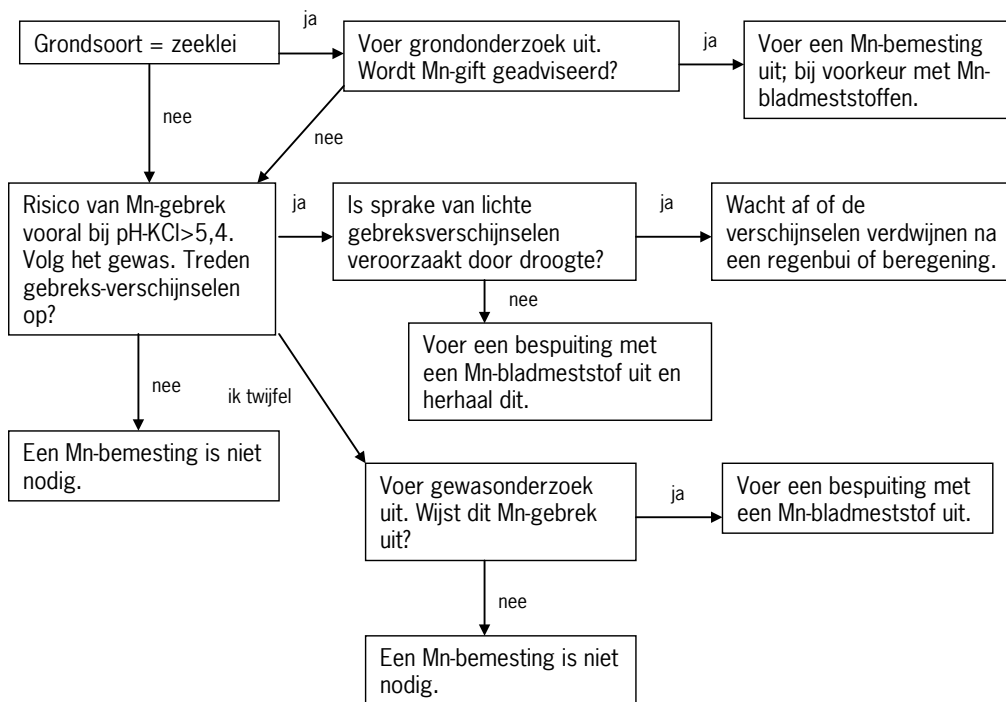 Grondsoort = zeeklei
ja
Voer grondonderzoek uit.
Wordt Mn-gift geadviseerd?
ja
Voer een Mn-bemesting
uit; bij voorkeur met Mn-
bladmeststoffen.
nee
nee
Risico van Mn-gebrek
vooral bij pH-KCl>5,4.
Volg het gewas. Treden
gebreks-verschijnselen
op?
ja
Is sprake van lichte
gebreksverschijnselen
veroorzaakt door droogte?
ja
Wacht af of de
verschijnselen verdwijnen na
een regenbui of beregening.
nee
Voer een bespuiting met
een Mn-bladmeststof uit en
herhaal dit.
nee
ik twijfel
Een Mn-bemesting is niet
nodig.
Voer gewasonderzoek
uit. Wijst dit Mn-gebrek
uit?
ja
Voer een bespuiting met
een Mn-bladmeststof uit.
nee
Een Mn-bemesting is niet
nodig.